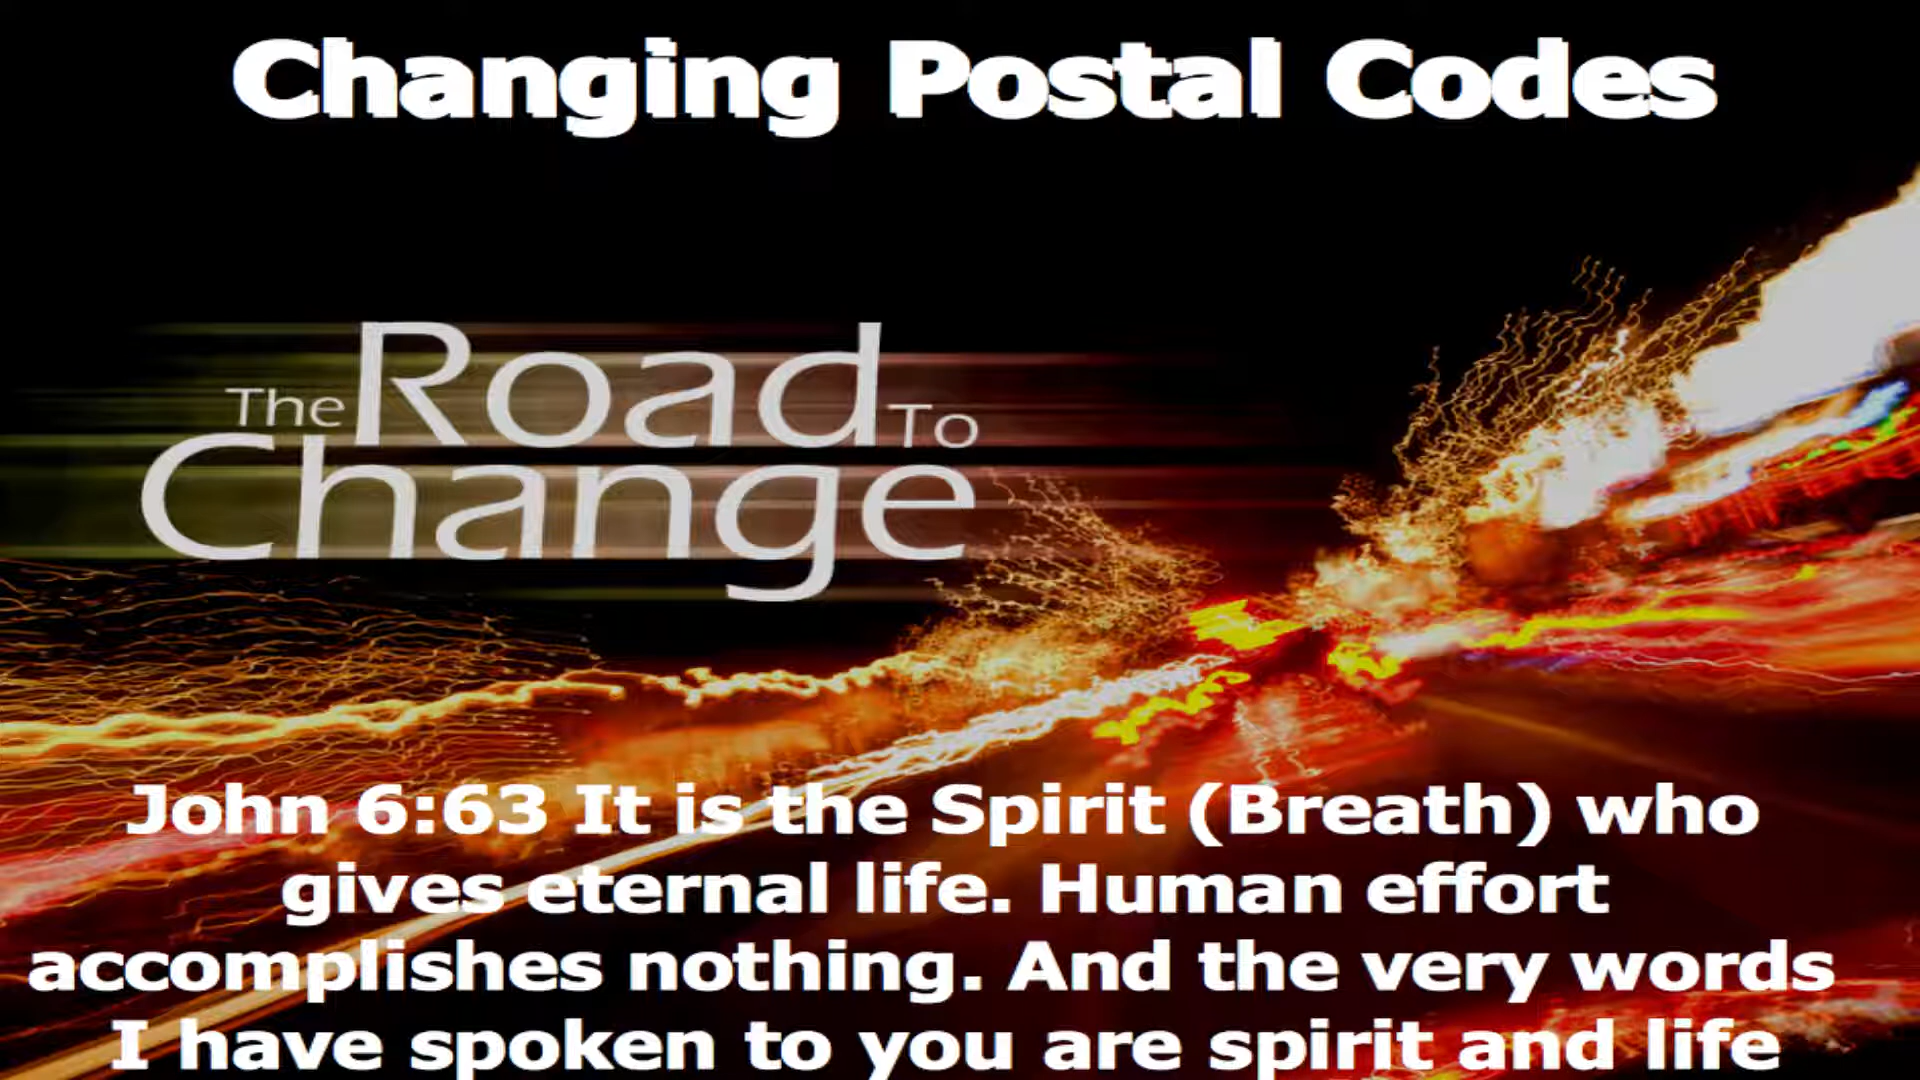 Changing Postal Codes
The Road To
Change
John 6:63 It is the Spirit (Breath) who
gives eternal life. Human effort
accomplishes nothing. And the very words
I have spoken to you are spirit and life